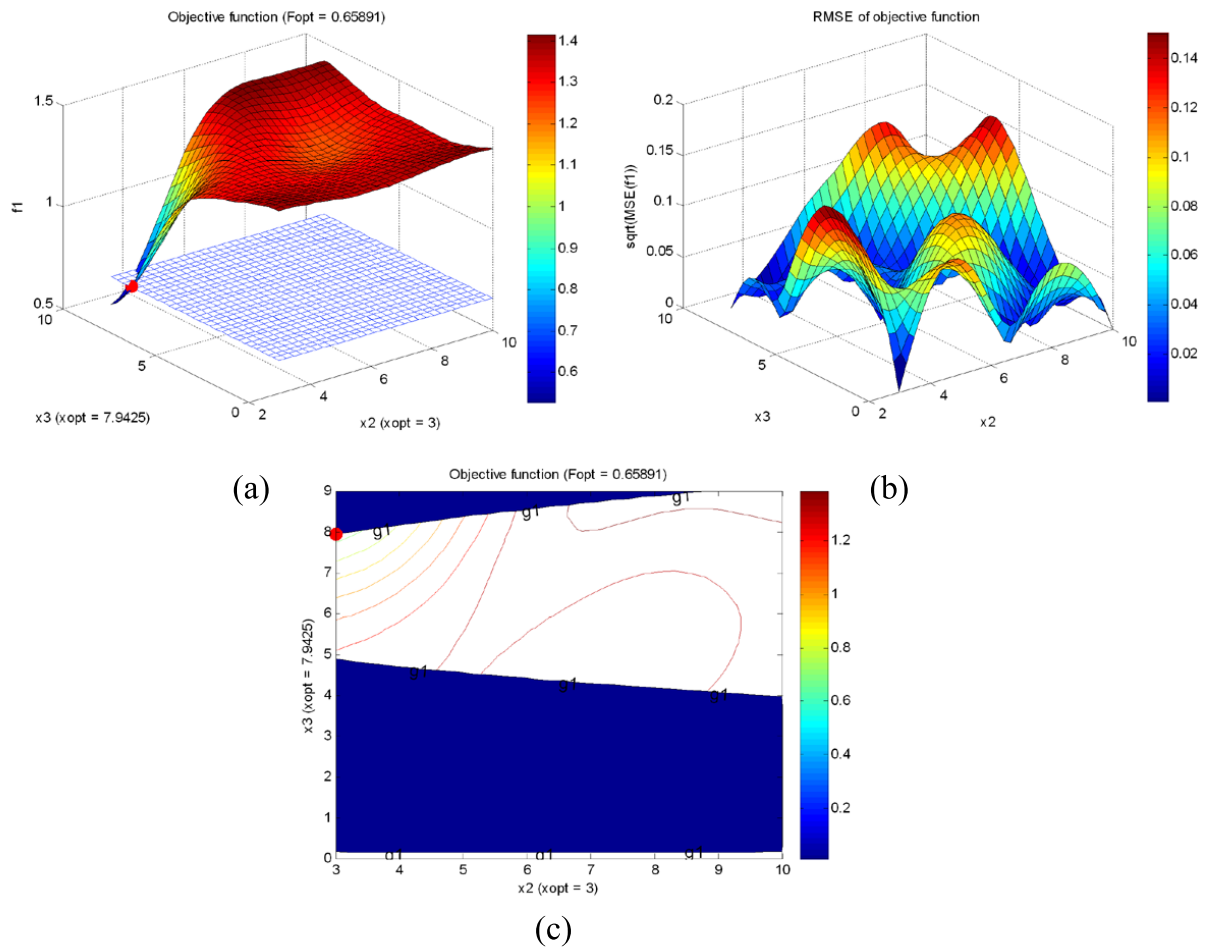 Objective function (Fopt = 0.65891)
1.5
1
0.5
f1
10
5
0
x3 (xopt = 7.9425)
2
4
6
8
10
x2 (xopt = 3)
1.4
1.3
1.2
1.1
1
0.9
0.8
0.7
0.6
(a)
RMSE of objective function
0.2
0.15
0.1
0.05
0
sqrt(MSE(f1))
10
5
0
x3
2
4
6
8
10
x2
0.14
0.12
0.1
0.08
0.06
0.04
0.02
(b)
Objective function (Fopt = 0.65891)
9
8
7
6
5
4
3
2
1
0
x3 (xopt = 7.9425)
g1
g1
g1
g1
g1
g1
g1
g1
g1
3
4
5
6
7
8
9
10
x2 (xopt = 3)
1.2
1
0.8
0.6
0.4
0.2
(c)